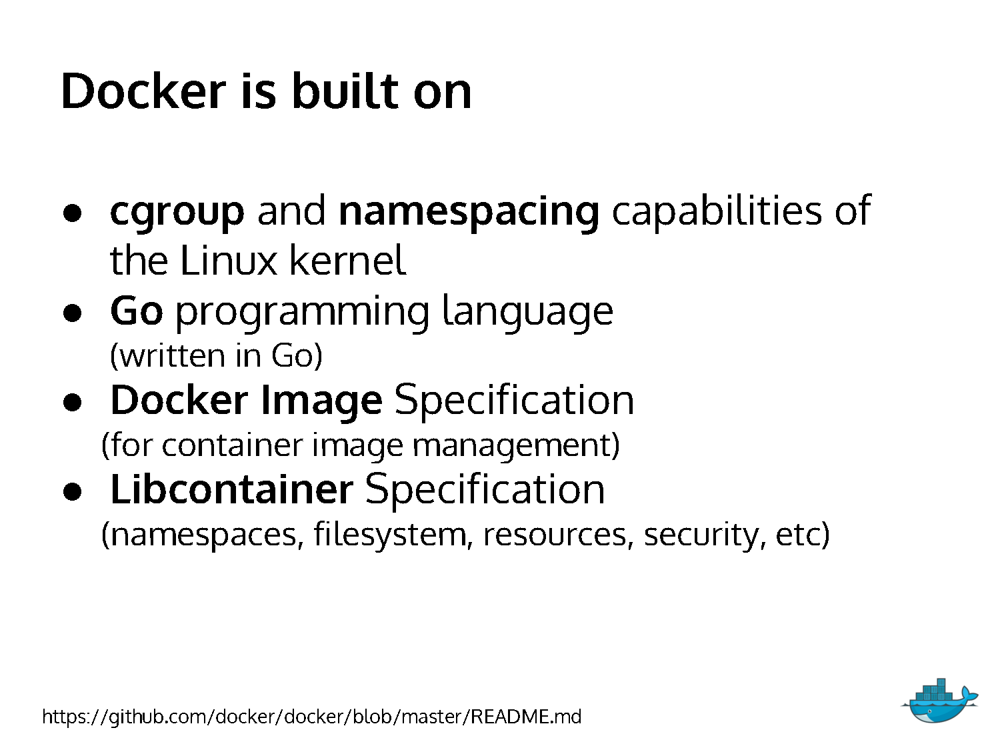 Docker is built on
● cgroup and namespacing capabilities of
the Linux kernel
● Go programming language
(written in Go)
● Docker Image Specification
(for container image management)
● Libcontainer Specification
(namespaces, filesystem, resources, security, etc)
https://github.com/docker/docker/blob/master/README.md